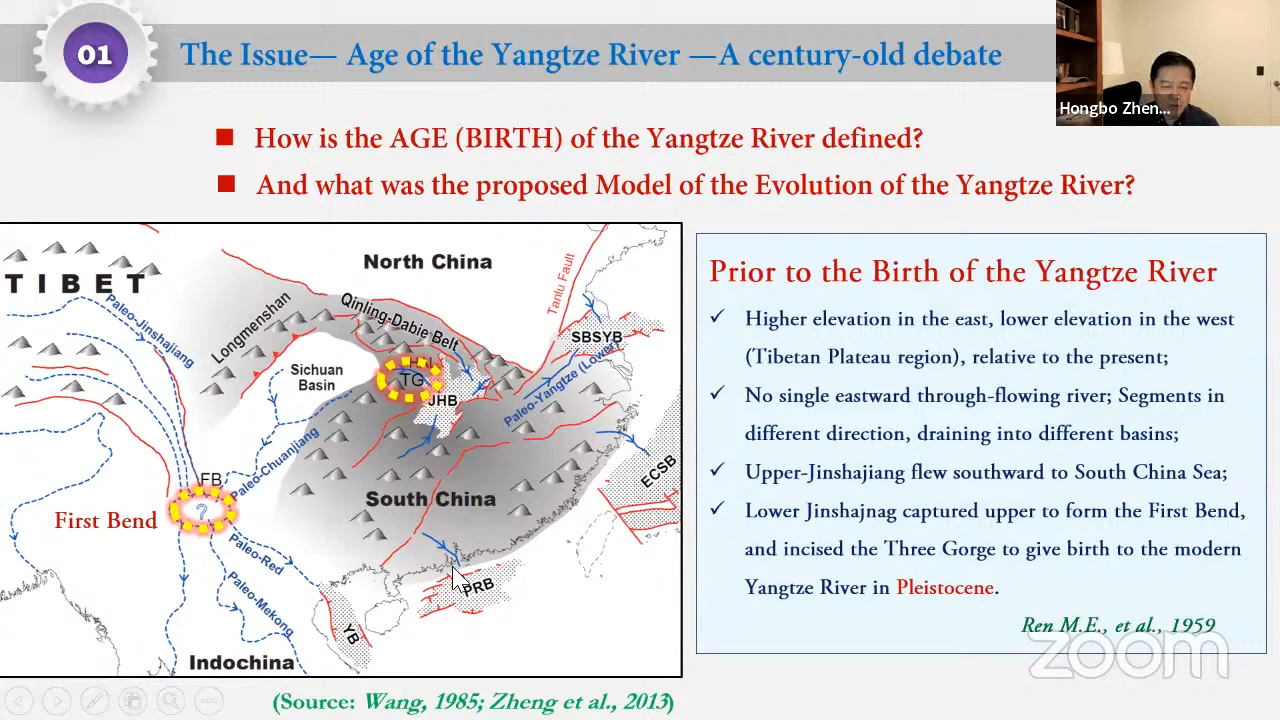 01
The Issue— Age of the Yangtze River —A century-old debate
Hongbo Zhen...
How is the AGE (BIRTH) of the Yangtze River defined?
And what was the proposed Model of the Evolution of the Yangtze River?
TIBET
North China
Tanlu Fault
Paleo-Jinshajiang
Longmenshan
Qinling-Dabie Belt
SBSYB
Sichuan
Basin
TG
JHB
Paleo-Yangtze (Lower)
Paleo-Chuanjiang
FB
ECSB
South China
?
First Bend
Paleo-Red
Paleo-Mekong
PRB
YB
Indochina
(Source: Wang, 1985; Zheng et al., 2013)
Prior to the Birth of the Yangtze River
✓ Higher elevation in the east, lower elevation in the west
(Tibetan Plateau region), relative to the present;
✓ No single eastward through-flowing river; Segments in
different direction, draining into different basins;
✓ Upper-Jinshajiang flew southward to South China Sea;
✓ Lower Jinshajnag captured upper to form the First Bend,
and incised the Three Gorge to give birth to the modern
Yangtze River in Pleistocene.
Ren M.E., et al., 1959
zoom